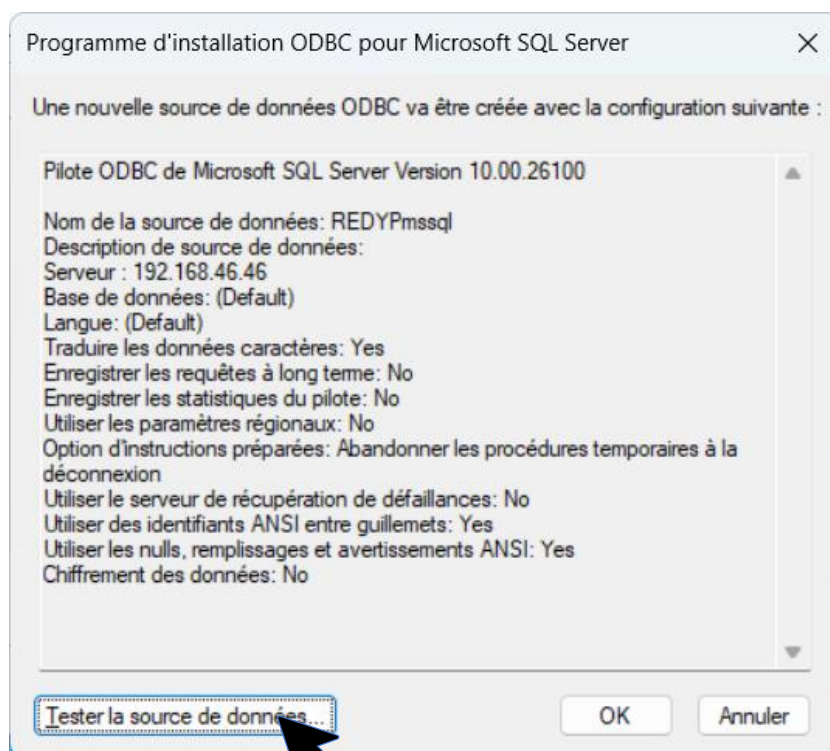 Programme d'installation ODBC pour Microsoft SQL Server
Une nouvelle source de données ODBC va être créée avec la configuration suivante :
Pilote ODBC de Microsoft SQL Server Version 10.00.26100
Nom de la source de données: REDYPmssql
Description de source de données:
Serveur : 192.168.46.46
Base de données: (Default)
Langue: (Default)
Traduire les données caractères: Yes
Enregistrer les requêtes à long terme: No
Enregistrer les statistiques du pilote: No
Utiliser les paramètres régionaux: No
Option d'instructions préparées: Abandonner les procédures temporaires à la
déconnexion
Utiliser le serveur de récupération de défaillances: No
Utiliser des identifiants ANSI entre guillemets: Yes
Utiliser les nulls, remplissages et avertissements ANSI: Yes
Chiffrement des données: No
Tester la source de données... OK Annuler